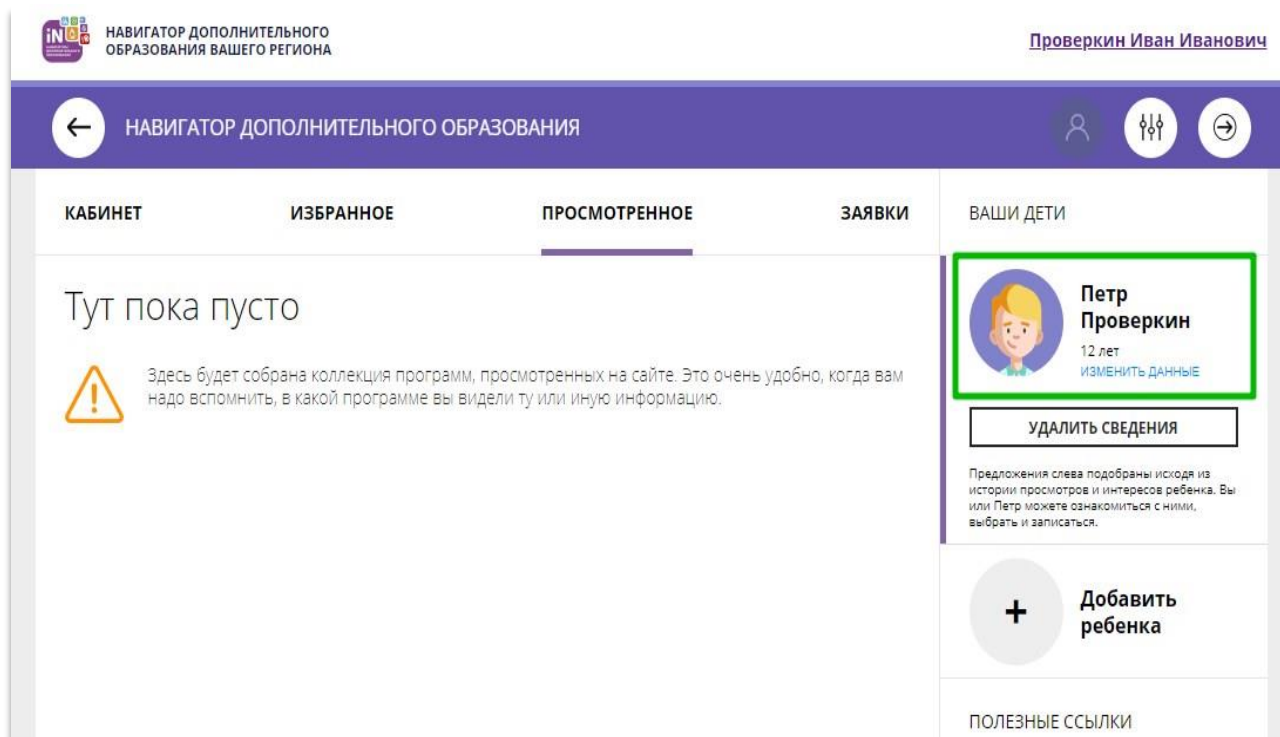 НАВИГАТОР ДОПОЛНИТЕЛЬНОГО
ОБРАЗОВАНИЯ ВАШЕГО РЕГИОНА
Проверкин Иван Иванович
НАВИГАТОР ДОПОЛНИТЕЛЬНОГО ОБРАЗОВАНИЯ
КАБИНЕТ ИЗБРАННОЕ ПРОСМОТРЕННОЕ ЗАЯВКИ
Тут пока пусто
Здесь будет собрана коллекция программ, просмотренных на сайте. Это очень удобно, когда вам
надо вспомнить, в какой программе вы видели ту или иную информацию.
ВАШИ ДЕТИ
Петр
Проверкин
12 лет
ИЗМЕНИТЬ ДАННЫЕ
УДАЛИТЬ СВЕДЕНИЯ
Предложения слева подобраны исходя из
истории просмотров и интересов ребенка. Вы
или Петр можете ознакомиться с ними,
выбрать и записаться.
+ Добавить
ребенка
ПОЛЕЗНЫЕ ССЫЛКИ